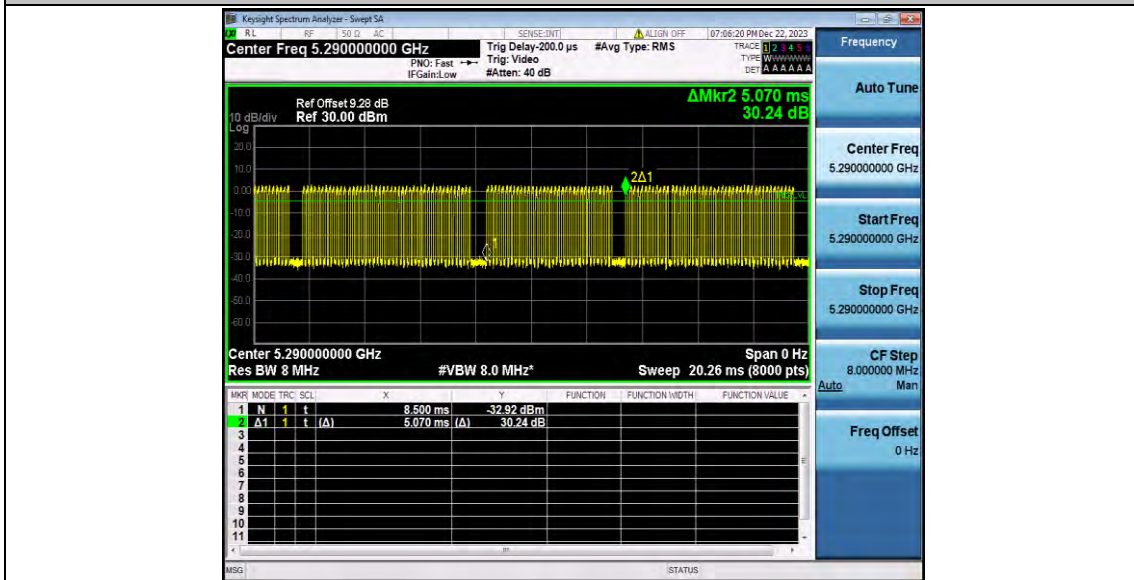 Keysight Spectrum Analyzer - Swept SA
RL RF 50 Ω AC SENSE:INT ALIGN OFF 07:06:20 PM Dec 22, 2023
Center Freq 5.290000000 GHz Trig Delay-200.0 µs #Avg Type: RMS TRACE 1 2 3 4 5 6
PNO: Fast Trig: Video TYPE WWWWWW
IFGain:Low #Atten: 40 dB DET A A A A A A
ΔMkr2 5.070 ms
Ref Offset 9.28 dB
10 dB/div Ref 30.00 dBm 30.24 dB
Log
20.0
10.0
2Δ1
0.00
-10.0
-20.0
1
-30.0
-40.0
-50.0
-60.0
Center 5.290000000 GHz Span 0 Hz
Res BW 8 MHz #VBW 8.0 MHz* Sweep 20.26 ms (8000 pts)
MKR MODE TRC SCL X Y FUNCTION FUNCTION WIDTH FUNCTION VALUE
1 N 1 t 8.500 ms -32.92 dBm
2 Δ1 1 t (Δ) 5.070 ms (Δ) 30.24 dB
3
4
5
6
7
8
9
10
11
MSG STATUS
Frequency
Auto Tune
Center Freq
5.290000000 GHz
Start Freq
5.290000000 GHz
Stop Freq
5.290000000 GHz
CF Step
8.000000 MHz
Auto Man
Freq Offset
0 Hz